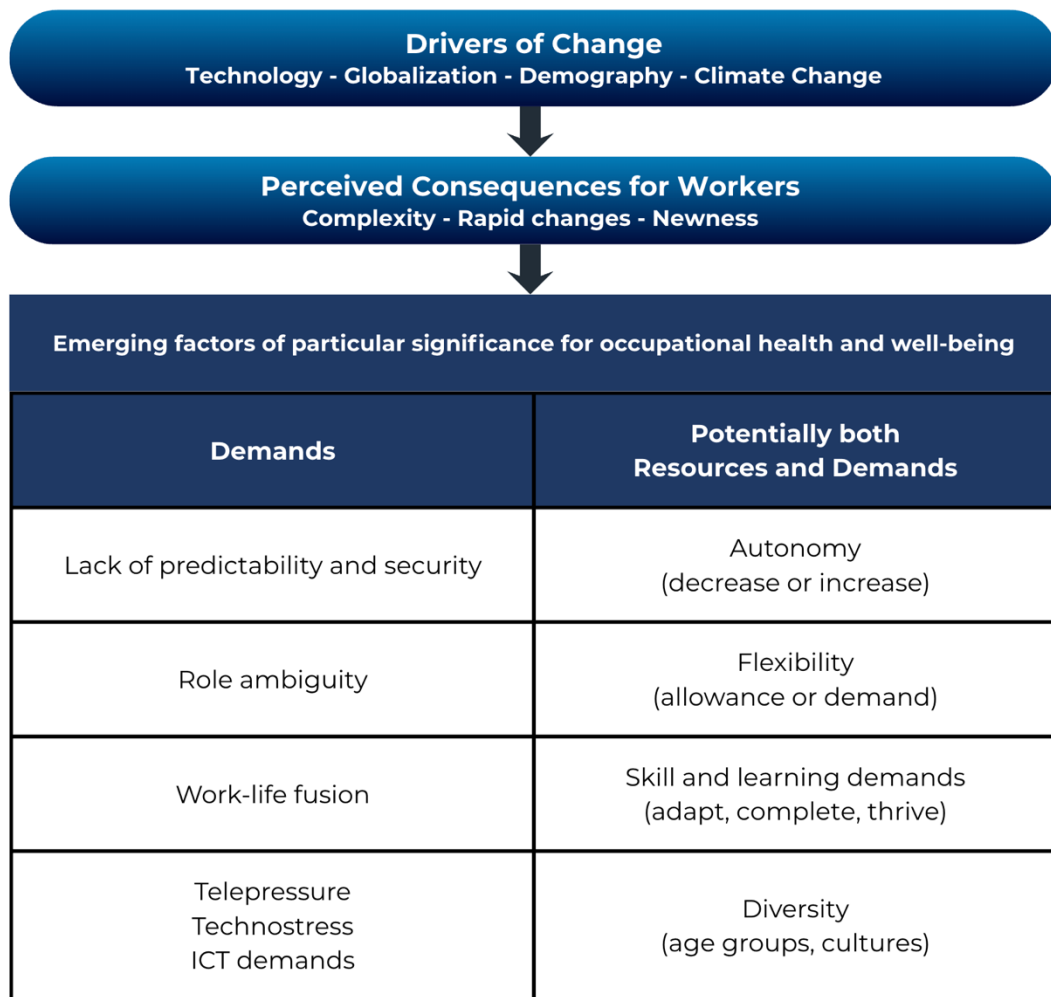 Drivers of Change
Technology - Globalization - Demography - Climate Change
Perceived Consequences for Workers
Complexity - Rapid changes - Newness
Emerging factors of particular significance for occupational health and well-being
Demands
Potentially both
Resources and Demands
Lack of predictability and security
Autonomy
(decrease or increase)
Role ambiguity
Flexibility
(allowance or demand)
Work-life fusion
Skill and learning demands
(adapt, complete, thrive)
Telepressure
Technostress
ICT demands
Diversity
(age groups, cultures)